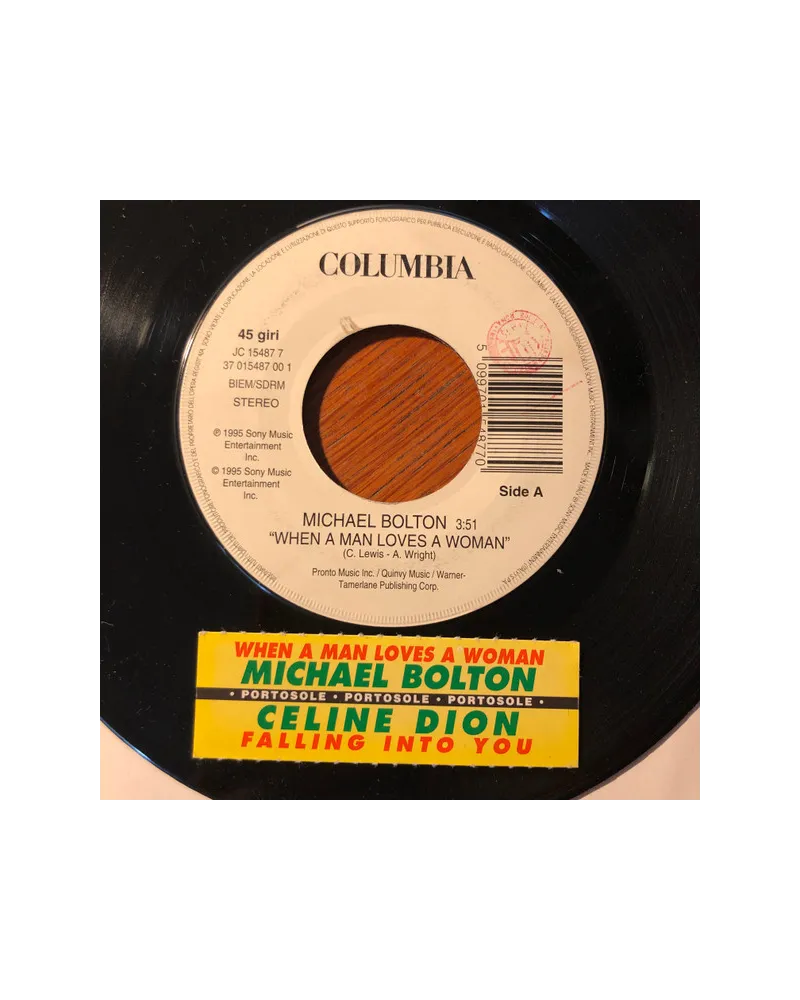 COLUMBIA
45 giri
JC 15487 7
37 015487 00 1
BIEM/SDRM
STEREO
℗ 1995 Sony Music
Entertainment
Inc.
© 1995 Sony Music
Entertainment
Inc.
Side A
MICHAEL BOLTON 3:51
"WHEN A MAN LOVES A WOMAN"
(C. Lewis - A. Wright)
Pronto Music Inc. / Quinvy Music / Warner-
Tamerlane Publishing Corp.
WHEN A MAN LOVES A WOMAN
MICHAEL BOLTON
• PORTOSOLE • PORTOSOLE • PORTOSOLE •
CELINE DION
FALLING INTO YOU